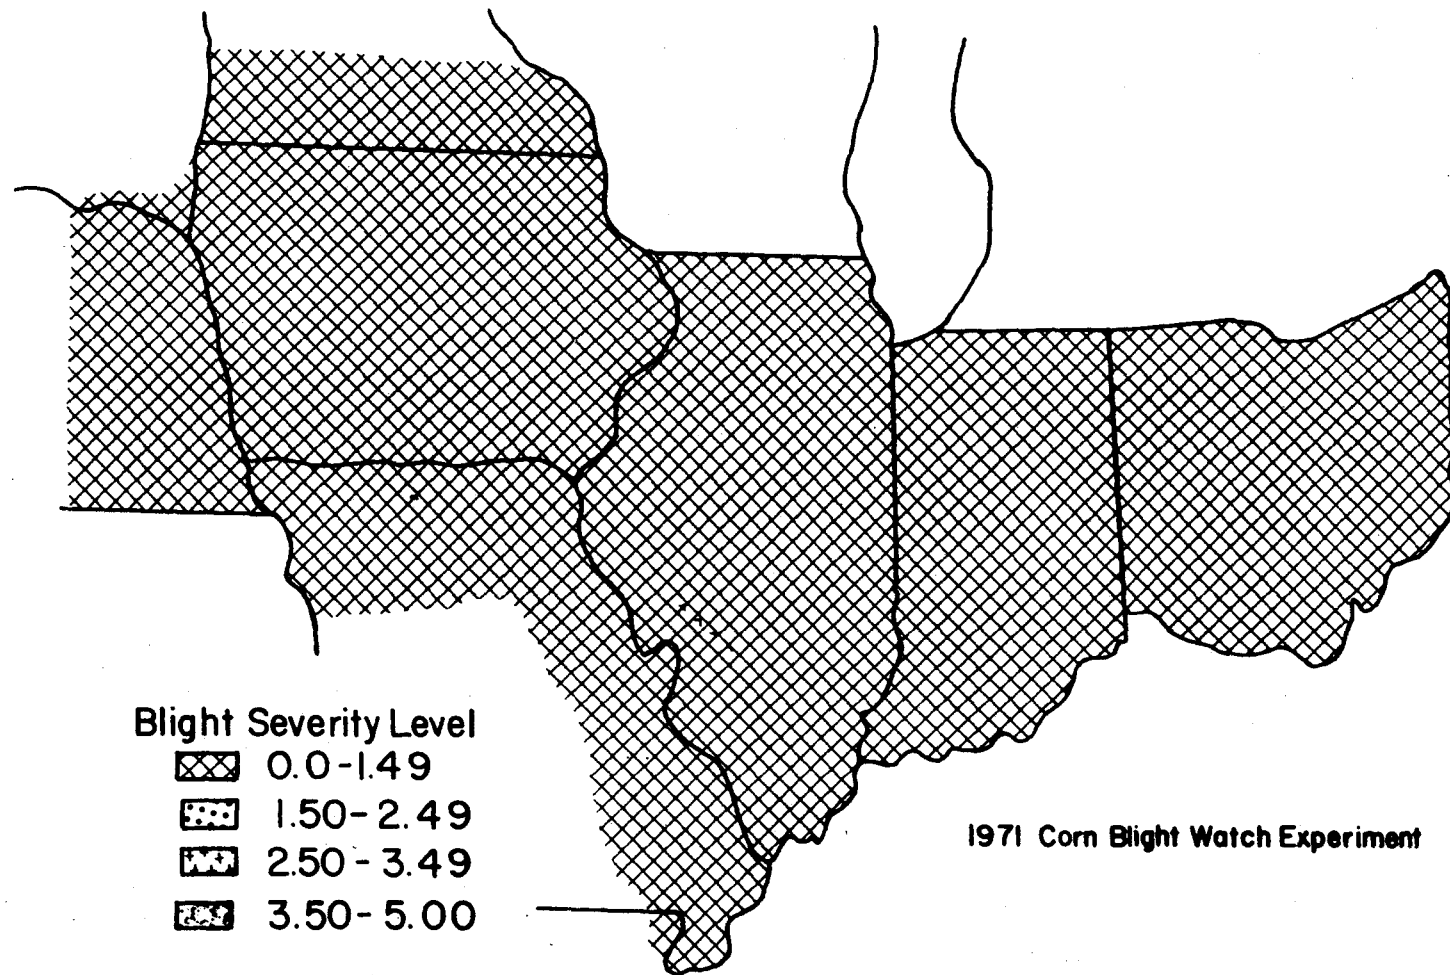 Blight Severity Level
0.0-1.49
1.50-2.49
2.50-3.49
3.50-5.00
1971 Corn Blight Watch Experiment